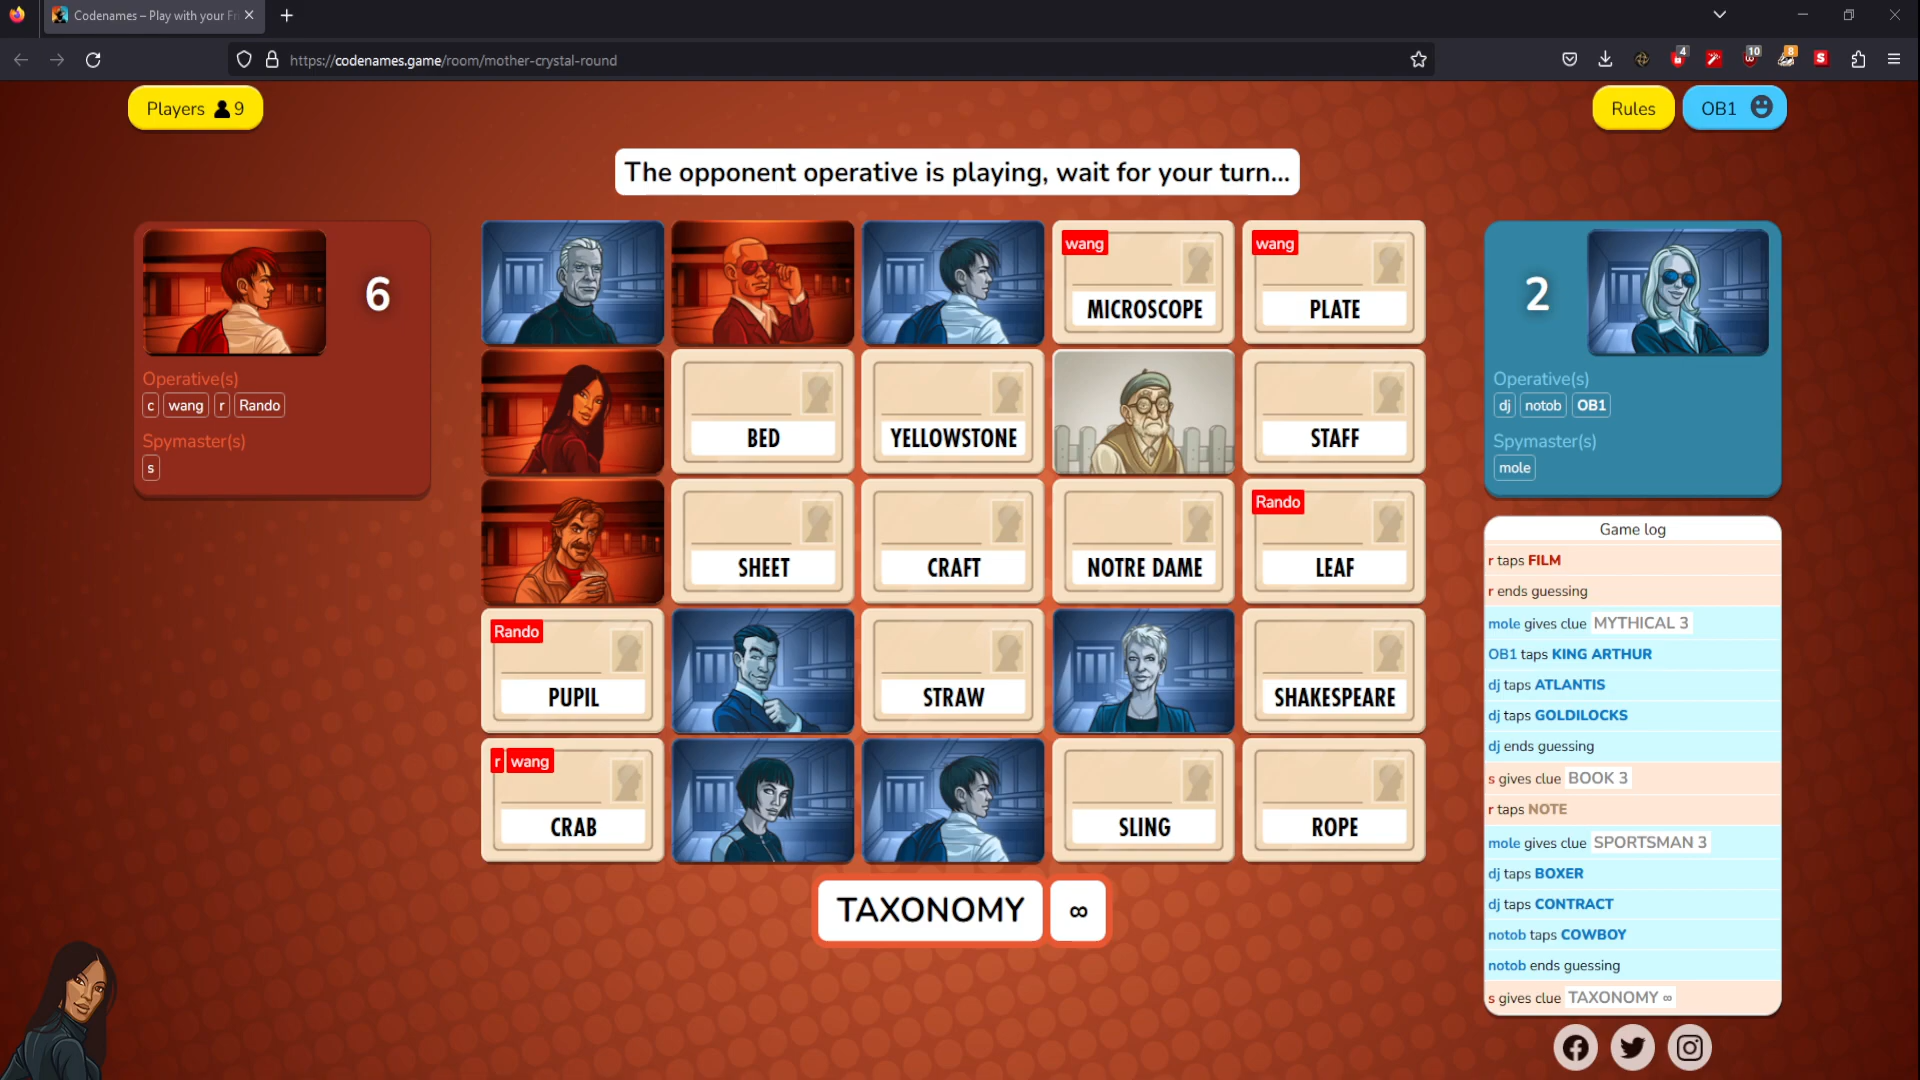 Codenames – Play with your Fr
https://codenames.game/room/mother-crystal-round
4
10
8
S
Players 9
Rules
OB1
The opponent operative is playing, wait for your turn...
6
Operative(s)
c wang r Rando
Spymaster(s)
s
wang
MICROSCOPE
wang
PLATE
BED
YELLOWSTONE
STAFF
SHEET
CRAFT
NOTRE DAME
Rando
LEAF
Rando
PUPIL
STRAW
SHAKESPEARE
r wang
CRAB
SLING
ROPE
TAXONOMY ∞
2
Operative(s)
dj notob OB1
Spymaster(s)
mole
Game log
r taps FILM
r ends guessing
mole gives clue MYTHICAL 3
OB1 taps KING ARTHUR
dj taps ATLANTIS
dj taps GOLDILOCKS
dj ends guessing
s gives clue BOOK 3
r taps NOTE
mole gives clue SPORTSMAN 3
dj taps BOXER
dj taps CONTRACT
notob taps COWBOY
notob ends guessing
s gives clue TAXONOMY ∞